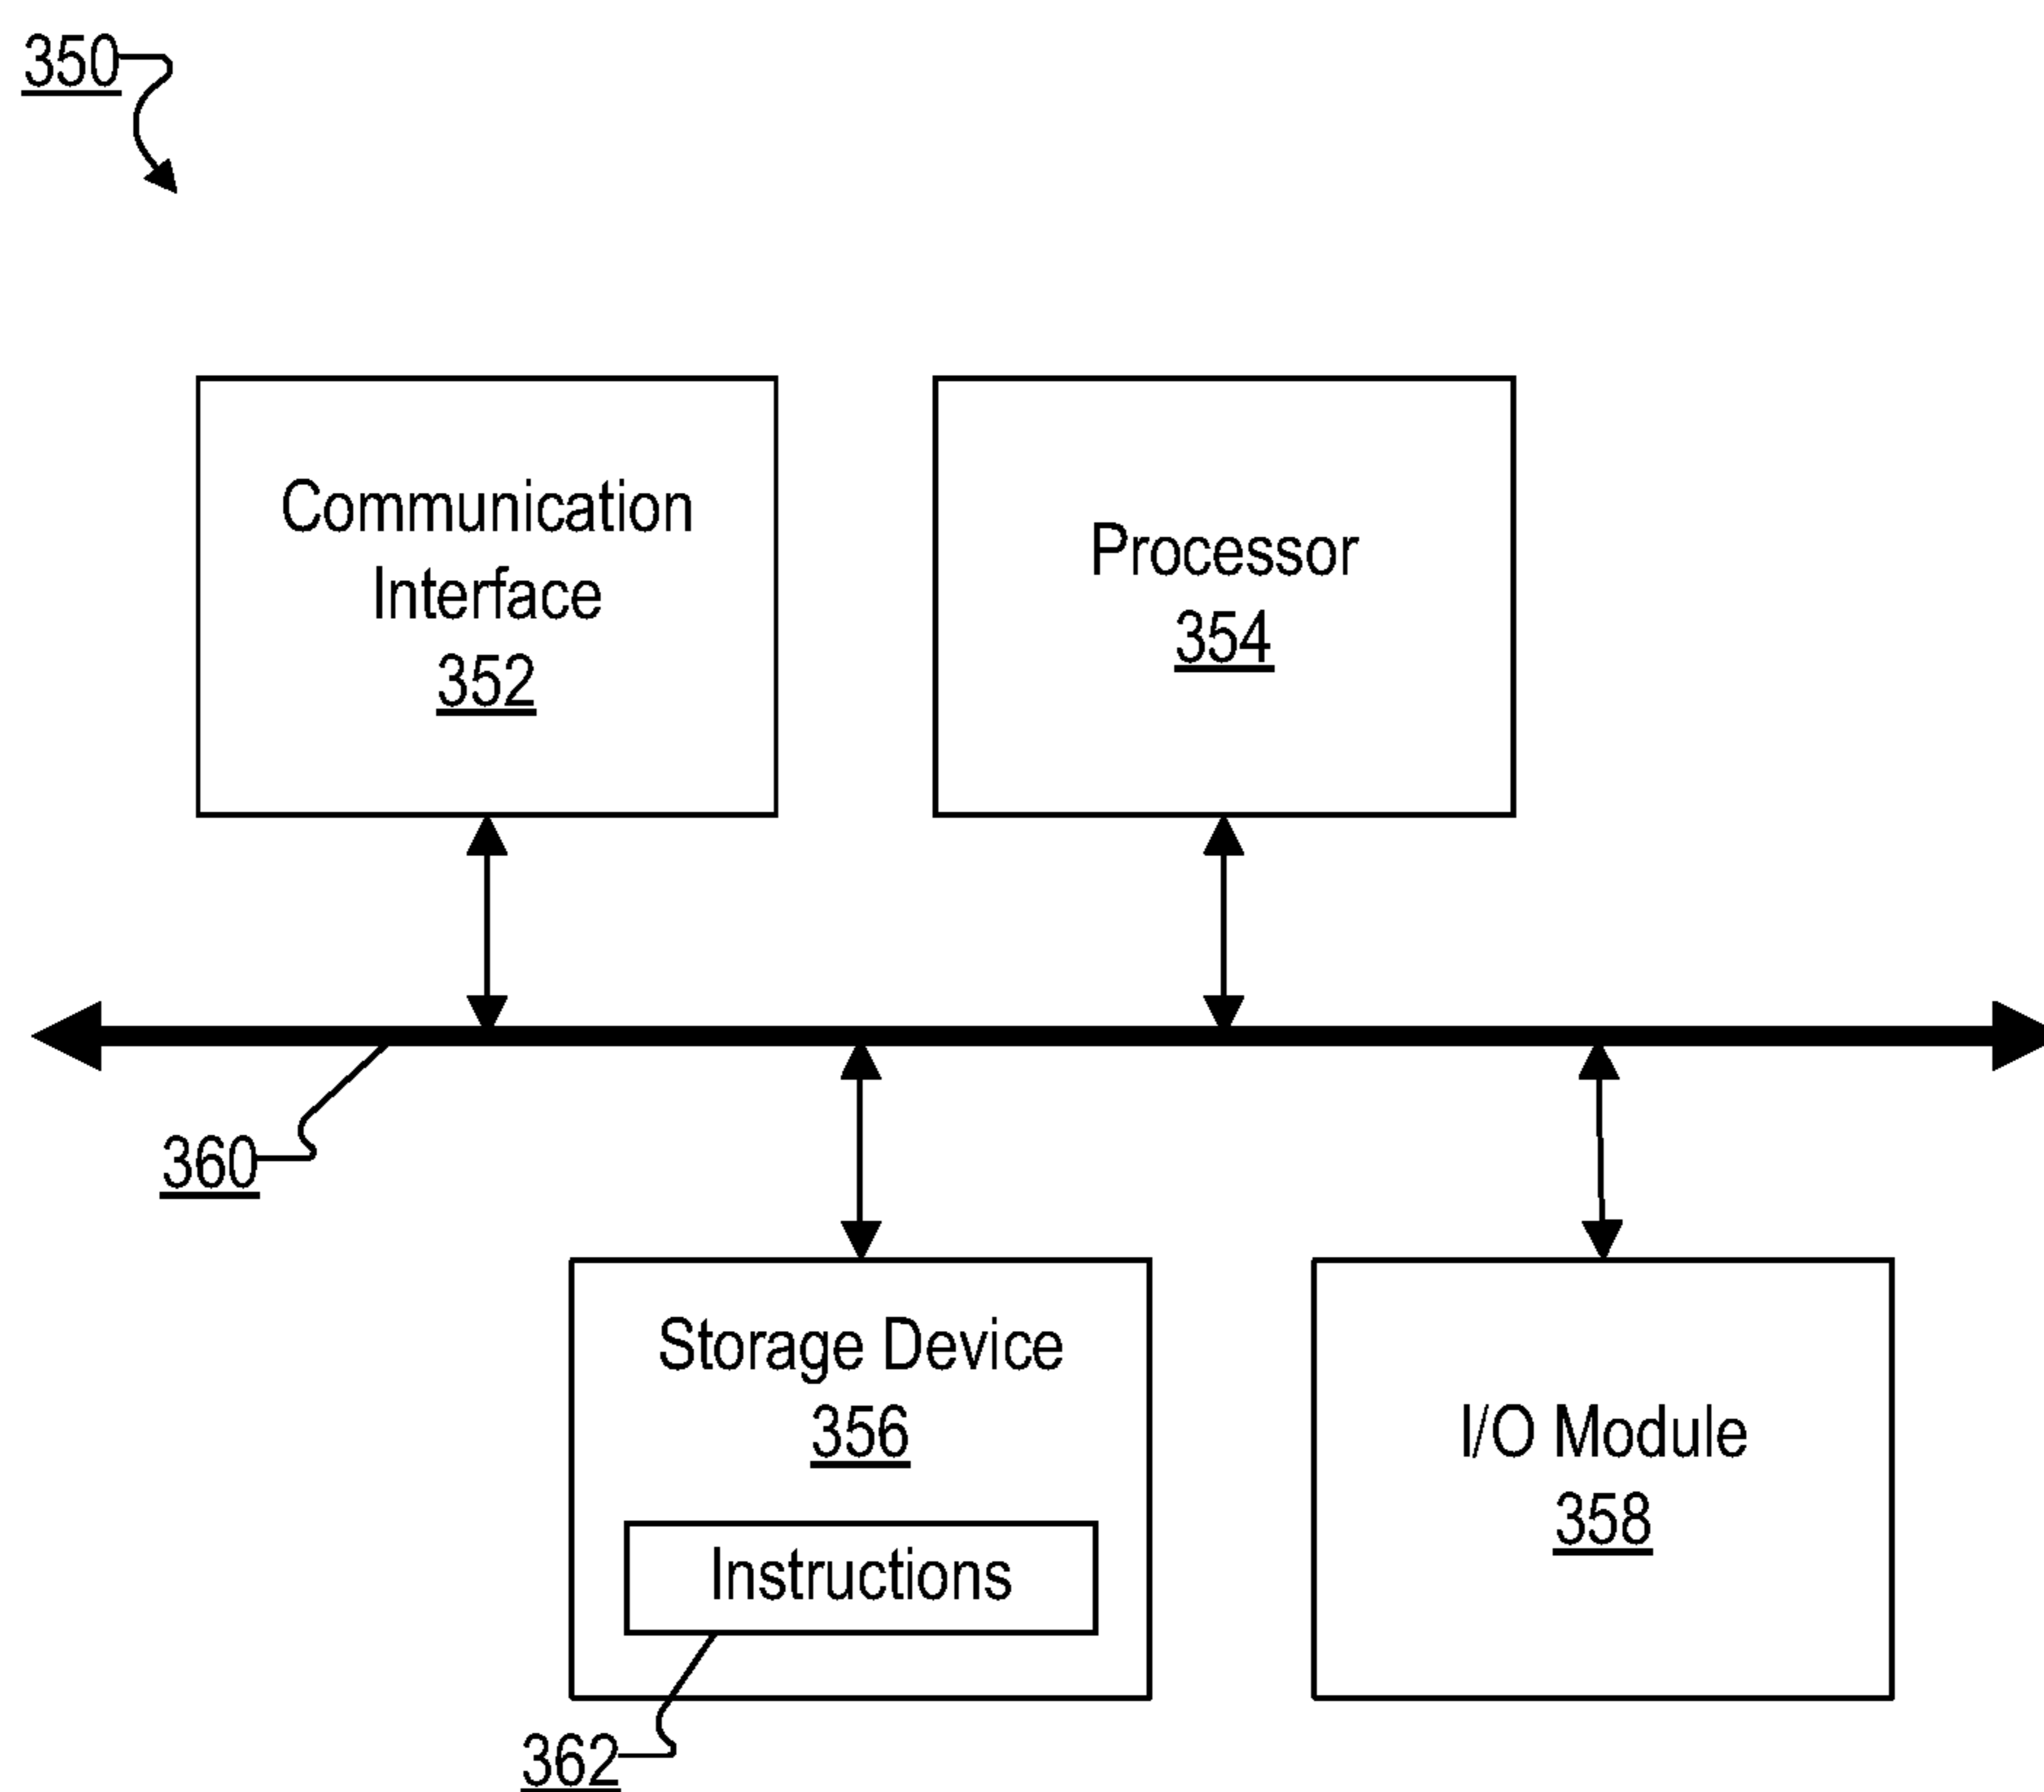 350
Communication
Interface
352
Processor
354
360
Storage Device
356
Instructions
362
I/O Module
358